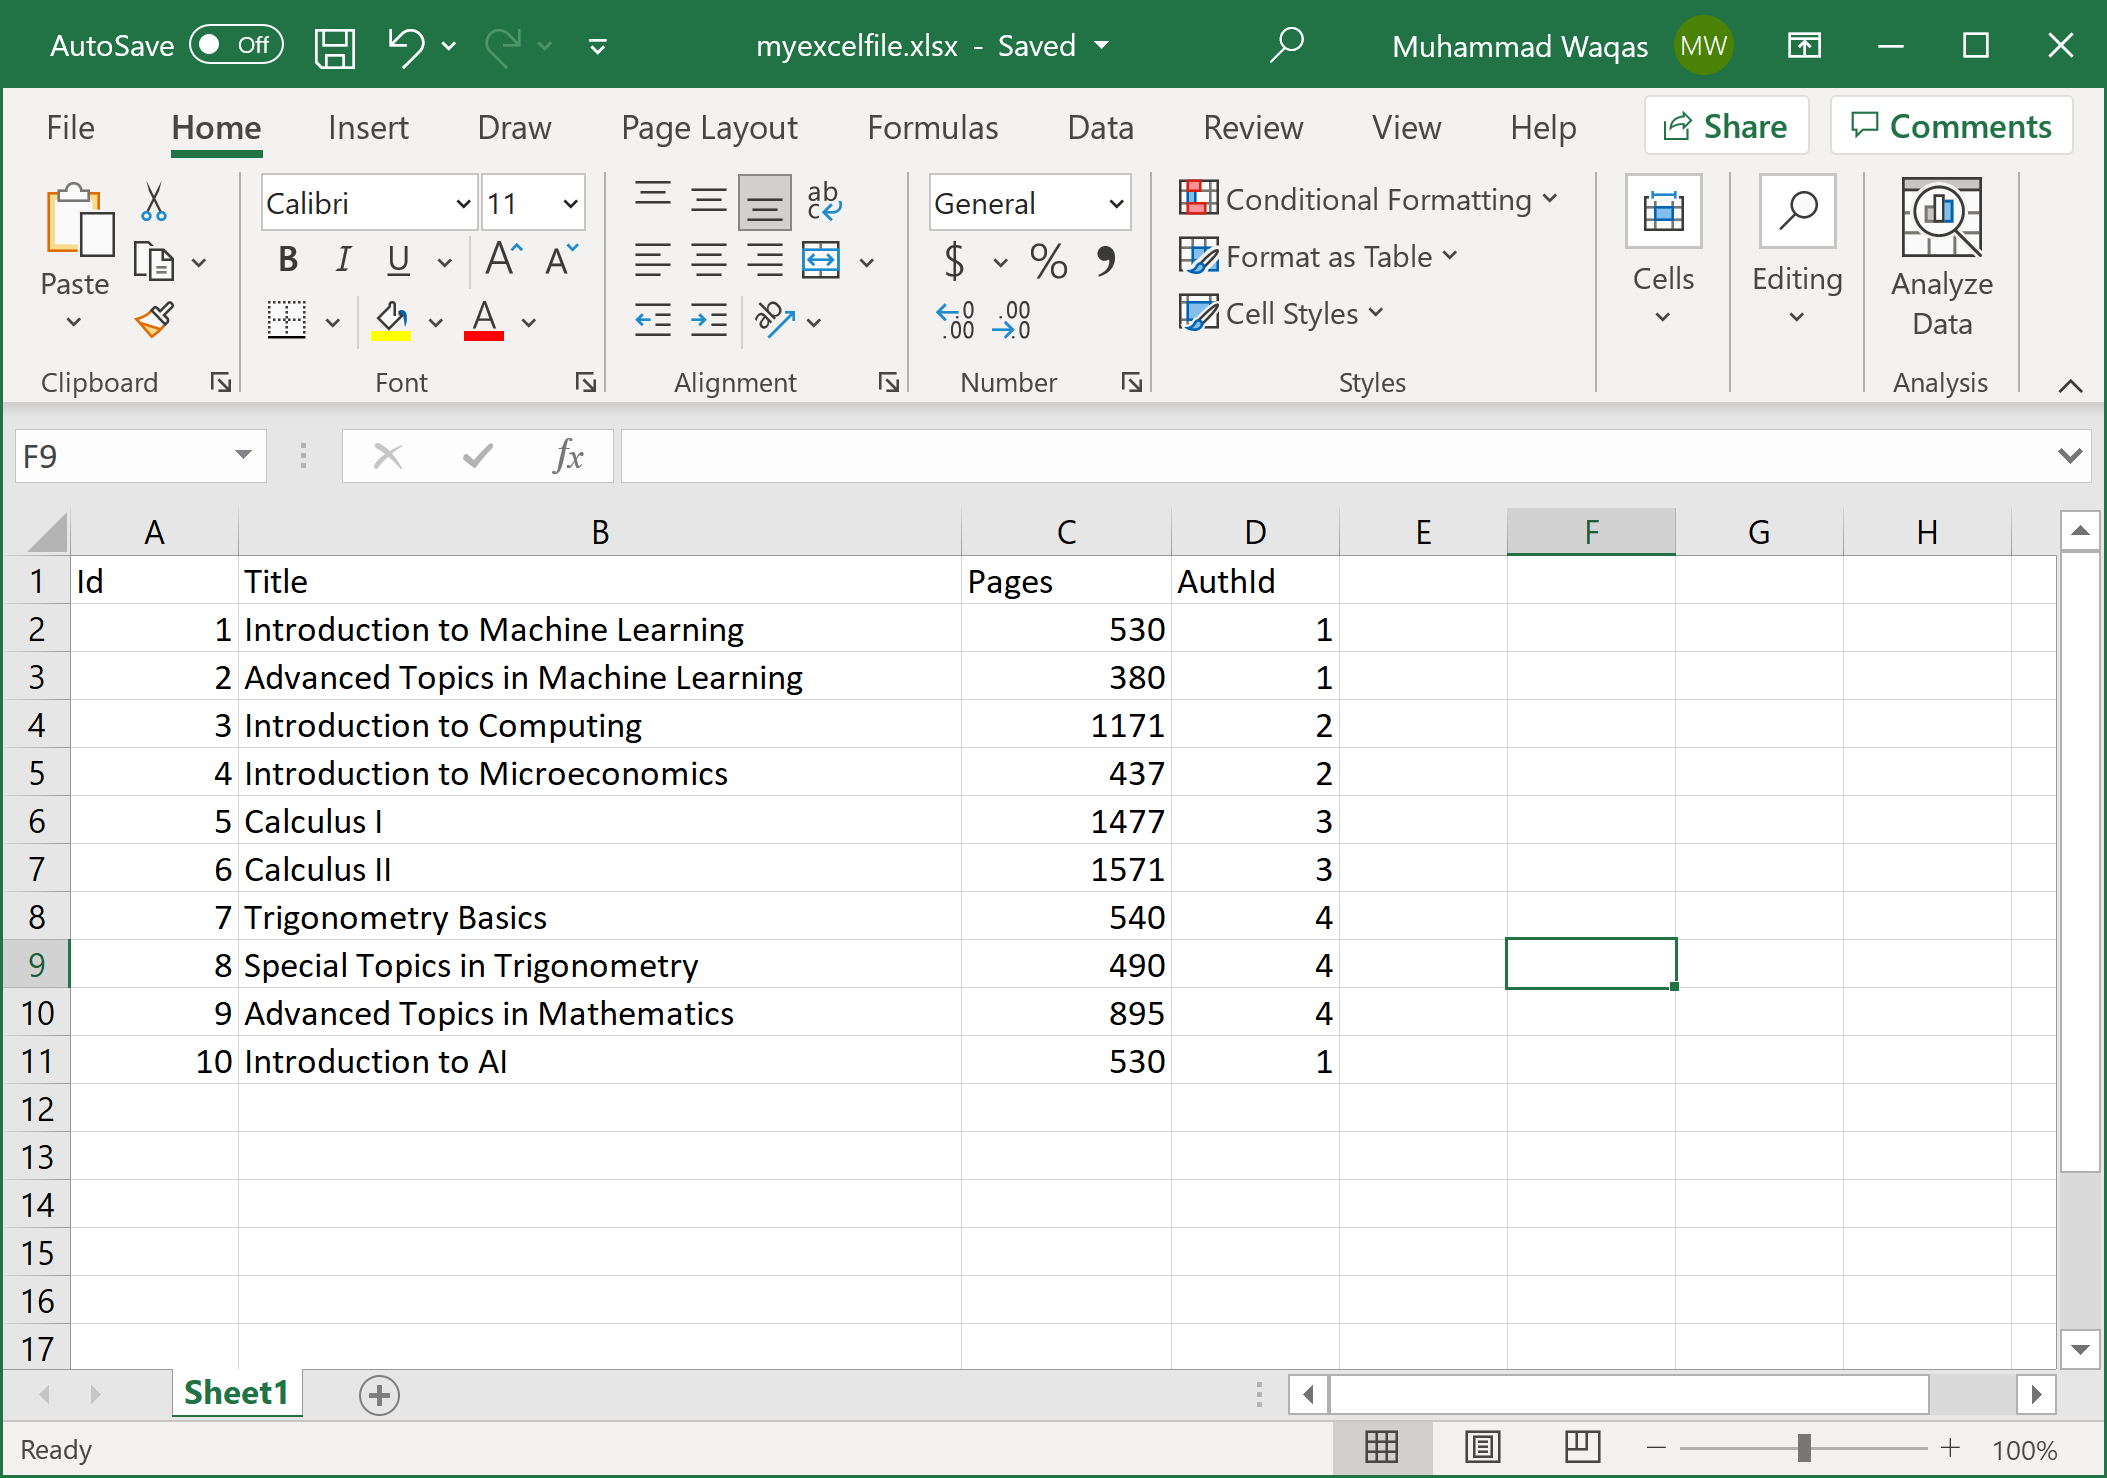 AutoSave Off myexcelfile.xlsx - Saved Muhammad Waqas MW
File Home Insert Draw Page Layout Formulas Data Review View Help Share Comments
Paste
Clipboard
Calibri 11
B I U A A
A
Font
ab
c
ab
Alignment
General
$ % ,
.0 .00
.00 .0
Number
Conditional Formatting
Format as Table
Cell Styles
Styles
Cells
Editing
Analyze
Data
Analysis
F9 fx
A B C D E F G H
1 Id Title Pages AuthId
2 1 Introduction to Machine Learning 530 1
3 2 Advanced Topics in Machine Learning 380 1
4 3 Introduction to Computing 1171 2
5 4 Introduction to Microeconomics 437 2
6 5 Calculus I 1477 3
7 6 Calculus II 1571 3
8 7 Trigonometry Basics 540 4
9 8 Special Topics in Trigonometry 490 4
10 9 Advanced Topics in Mathematics 895 4
11 10 Introduction to AI 530 1
12
13
14
15
16
17
Sheet1
Ready 100%